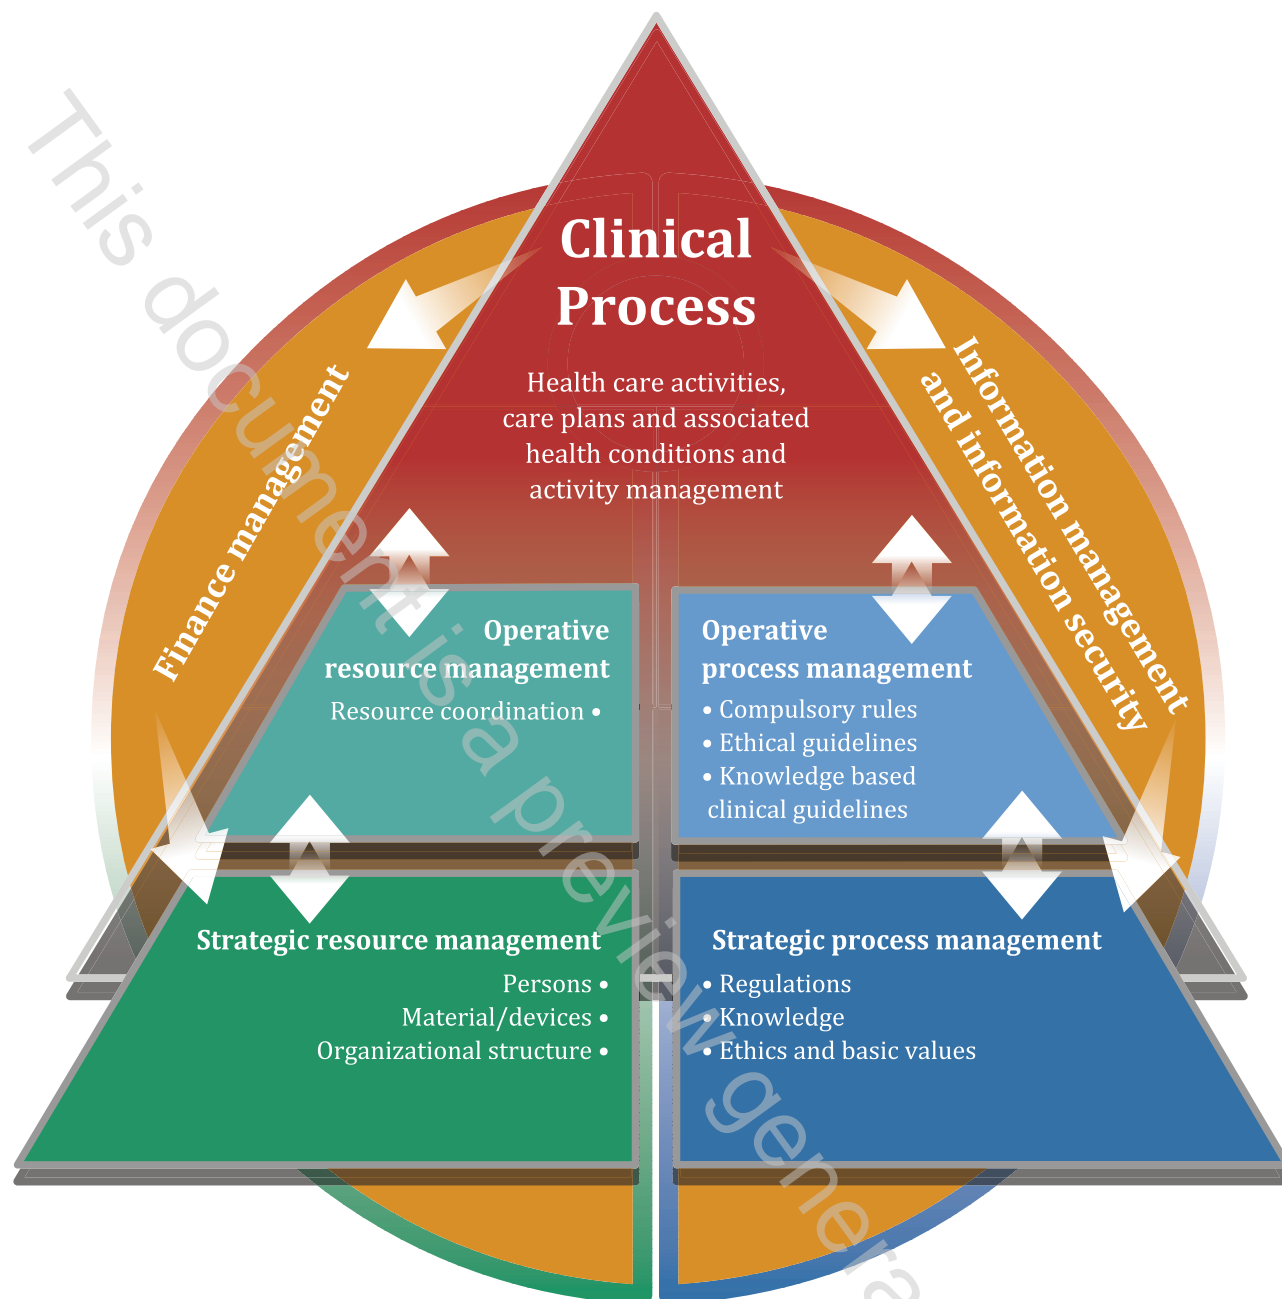 Clinical
Process
Health care activities,
care plans and associated
health conditions and
activity management
Finance management
Information management
and information security
Operative
resource management
Resource coordination •
Operative
process management
• Compulsory rules
• Ethical guidelines
• Knowledge based
clinical guidelines
Strategic resource management
Persons •
Material/devices •
Organizational structure •
Strategic process management
• Regulations
• Knowledge
• Ethics and basic values
This document is a preview genera